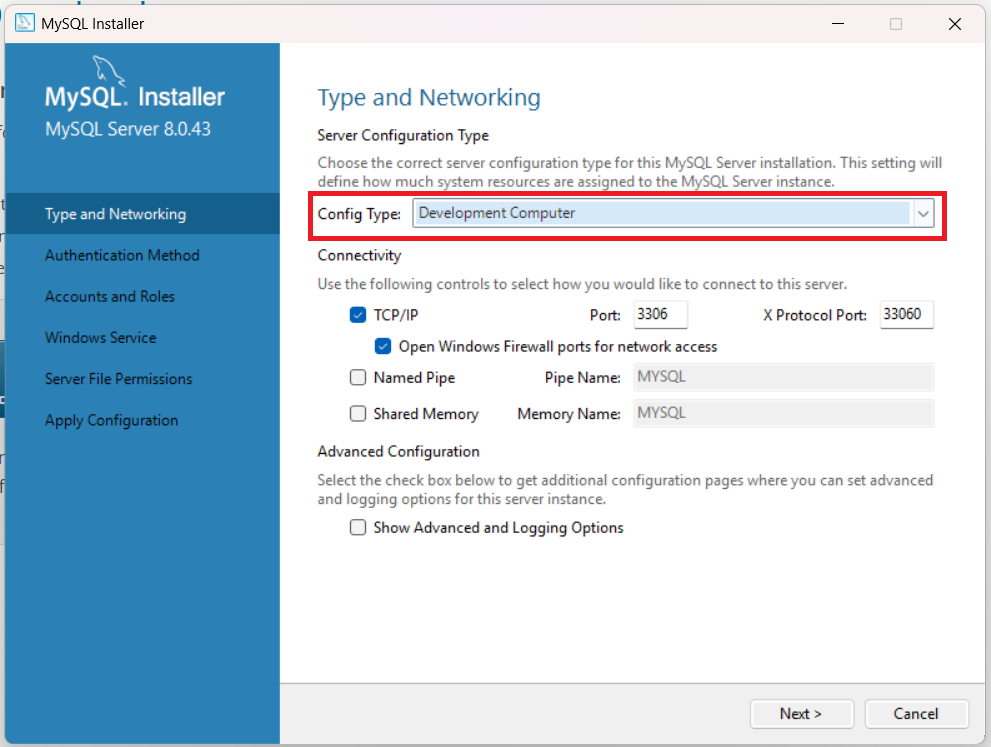 MySQL Installer
MySQL. Installer
MySQL Server 8.0.43
Type and Networking
Authentication Method
Accounts and Roles
Windows Service
Server File Permissions
Apply Configuration
Type and Networking
Server Configuration Type
Choose the correct server configuration type for this MySQL Server installation. This setting will
define how much system resources are assigned to the MySQL Server instance.
Config Type: Development Computer
Connectivity
Use the following controls to select how you would like to connect to this server.
TCP/IP Port: 3306 X Protocol Port: 33060
Open Windows Firewall ports for network access
Named Pipe Pipe Name: MYSQL
Shared Memory Memory Name: MYSQL
Advanced Configuration
Select the check box below to get additional configuration pages where you can set advanced
and logging options for this server instance.
Show Advanced and Logging Options
Next > Cancel